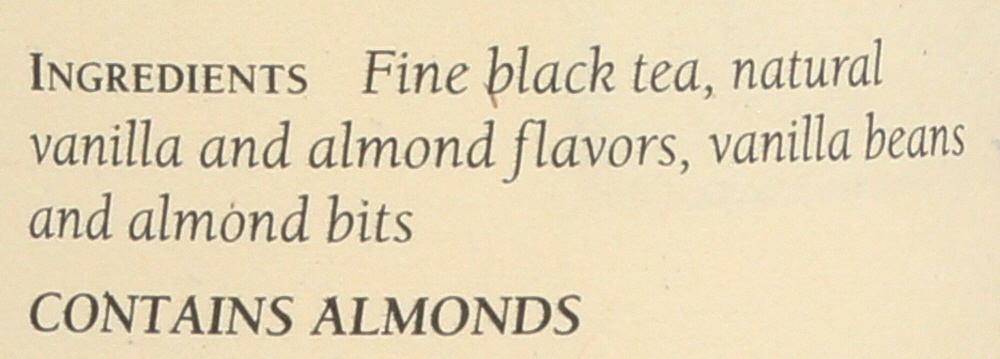 INGREDIENTS Fine black tea, natural
vanilla and almond flavors, vanilla beans
and almond bits
CONTAINS ALMONDS